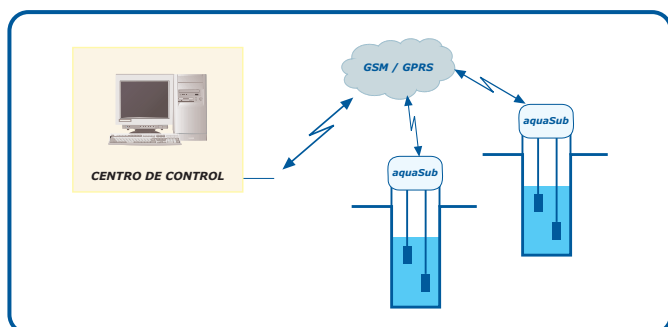 GSM / GPRS
aquaSub
aquaSub
CENTRO DE CONTROL